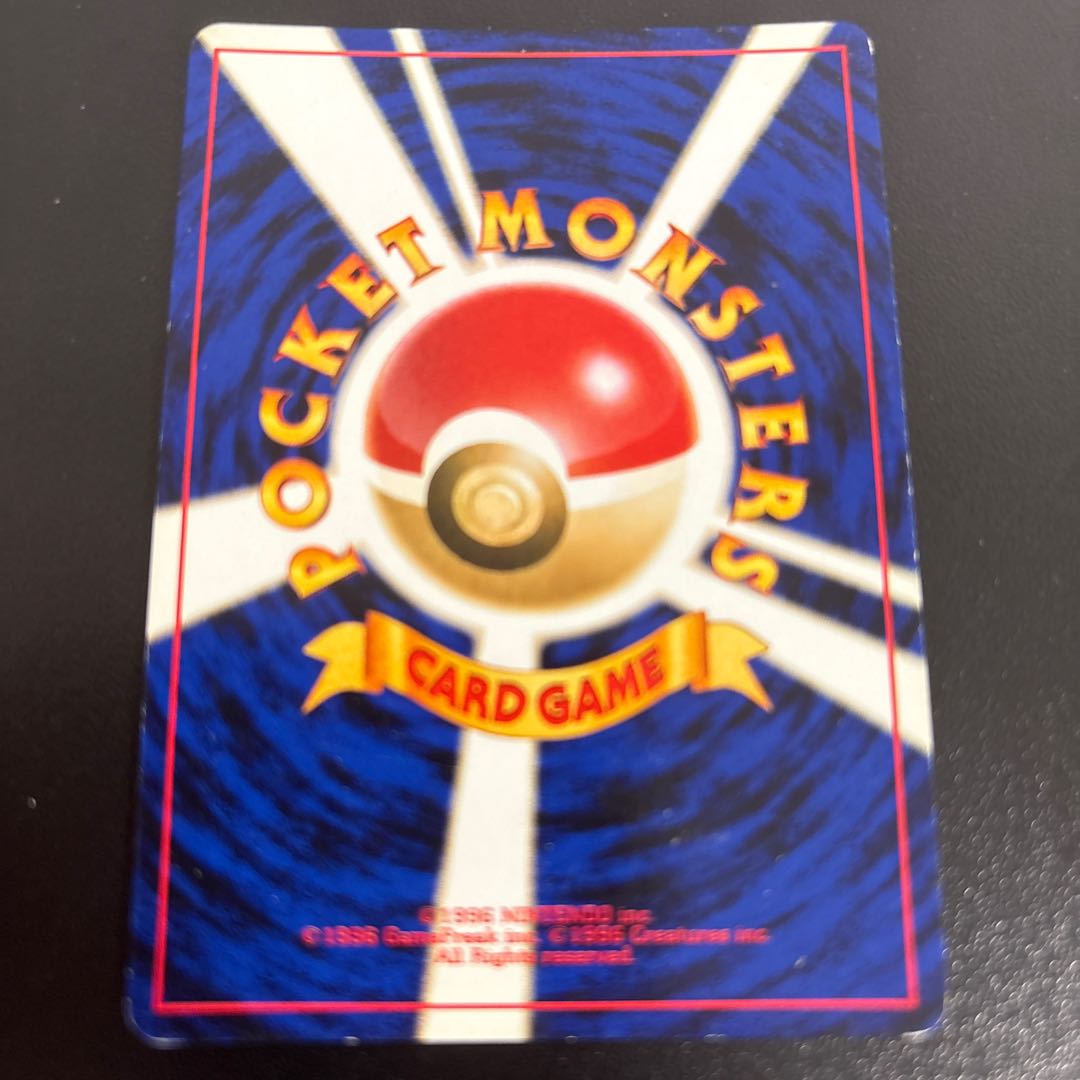 POCKET MONSTERS
CARD GAME
©1996 NINTENDO inc.
©1996 GameFreak inc. ©1996 Creatures inc.
All Rights reserved.